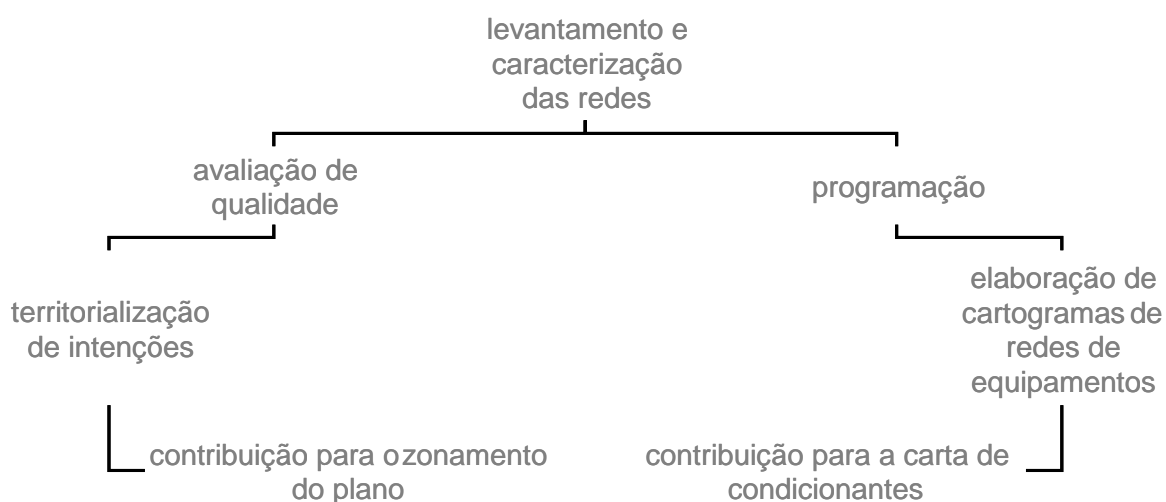 levantamento e
caracterização
das redes
avaliação de
qualidade
programação
territorialização
de intenções
elaboração de
cartogramas de
redes de
equipamentos
contribuição para o zonamento
do plano
contribuição para a carta de
condicionantes